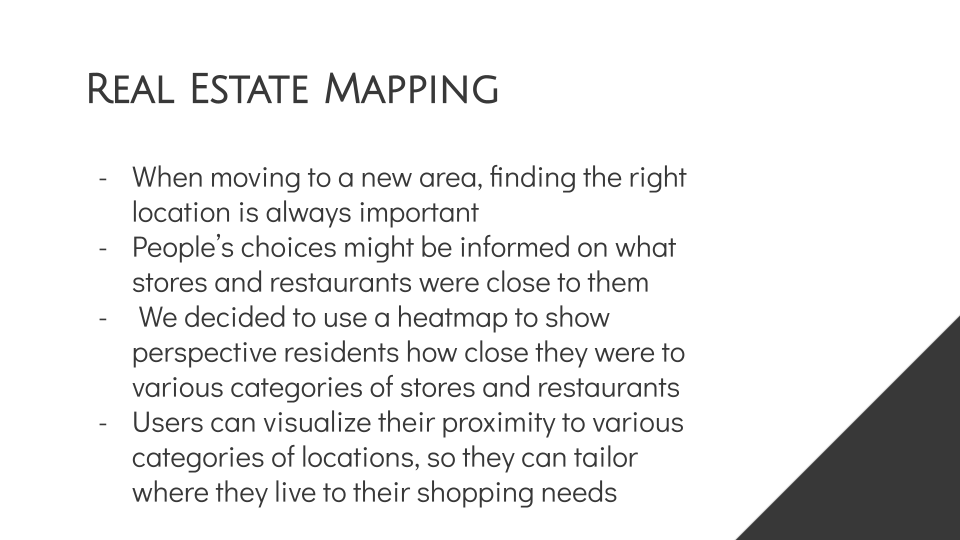 Real Estate Mapping
- When moving to a new area, finding the right
location is always important
- People’s choices might be informed on what
stores and restaurants were close to them
- We decided to use a heatmap to show
perspective residents how close they were to
various categories of stores and restaurants
- Users can visualize their proximity to various
categories of locations, so they can tailor
where they live to their shopping needs